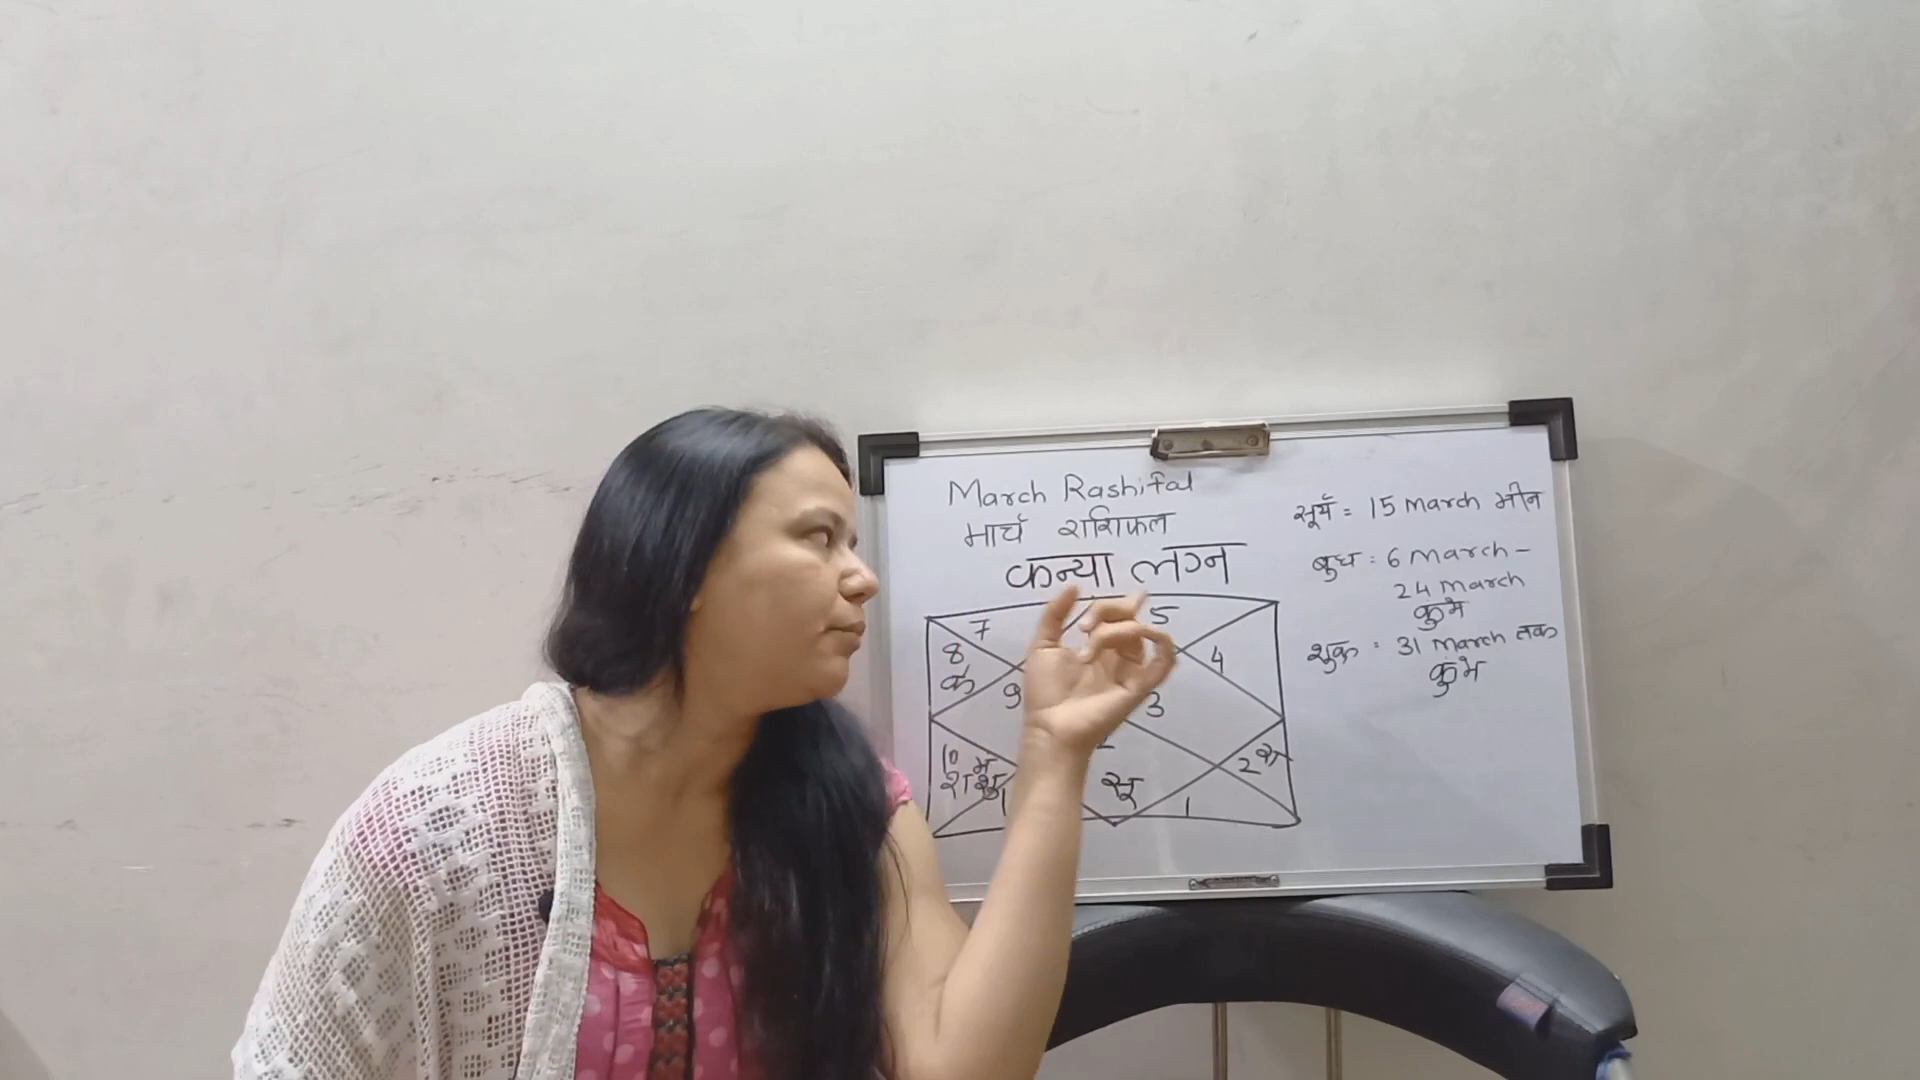 March Rashifal
मार्च राशिफल
कन्या लग्न
7
5
8
के
4
9
3
10 म
श शु
सू
1
2 रा
सूर्य = 15 March मीन
बुध : 6 March -
24 March
कुंभ
शुक्र : 31 March तक
कुंभ